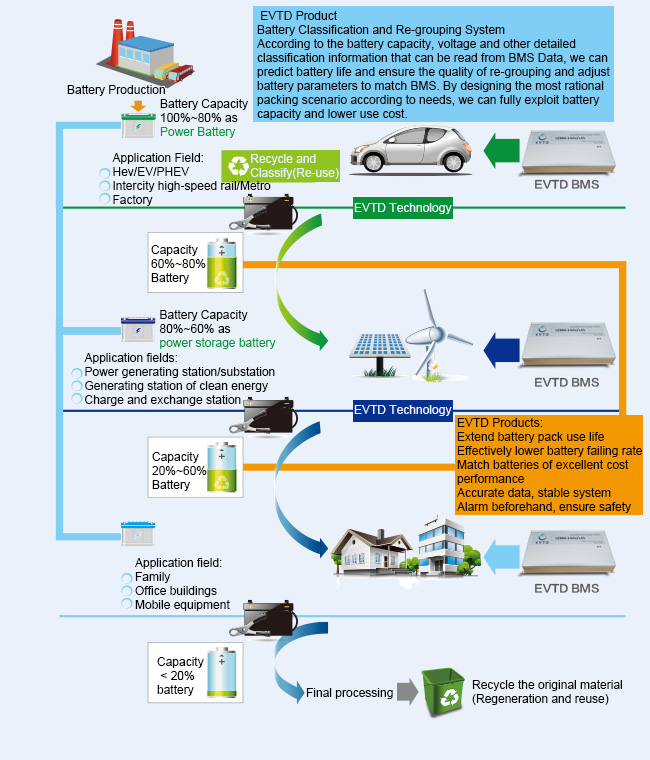 EVTD Product
Battery Classification and Re-grouping System
According to the battery capacity, voltage and other detailed
classification information that can be read from BMS Data, we can
predict battery life and ensure the quality of re-grouping and adjust
battery parameters to match BMS. By designing the most rational
packing scenario according to needs, we can fully exploit battery
capacity and lower use cost.
Battery Production
Battery Capacity
100%~80% as
Power Battery
Application Field:
Hev/EV/PHEV
Intercity high-speed rail/Metro
Factory
Recycle and
Classify(Re-use)
EVTD
EVTD BMS
EVTD Technology
Capacity
60%~80%
Battery
Battery Capacity
80%~60% as
power storage battery
Application fields:
Power generating station/substation
Generating station of clean energy
Charge and exchange station
EVTD
EVTD BMS
EVTD Technology
EVTD Products:
Extend battery pack use life
Effectively lower battery failing rate
Match batteries of excellent cost
performance
Accurate data, stable system
Alarm beforehand, ensure safety
Capacity
20%~60%
Battery
Application field:
Family
Office buildings
Mobile equipment
EVTD
EVTD BMS
Capacity
< 20%
battery
Final processing
Recycle the original material
(Regeneration and reuse)